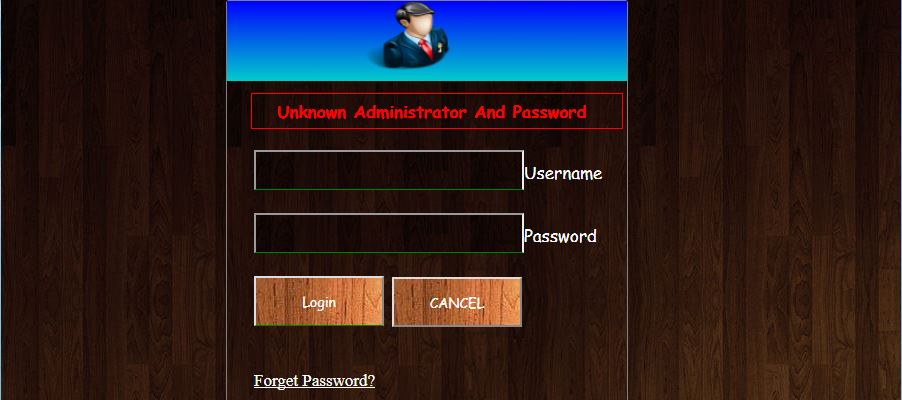 Unknown Administrator And Password
Username
Password
Login CANCEL
Forget Password?